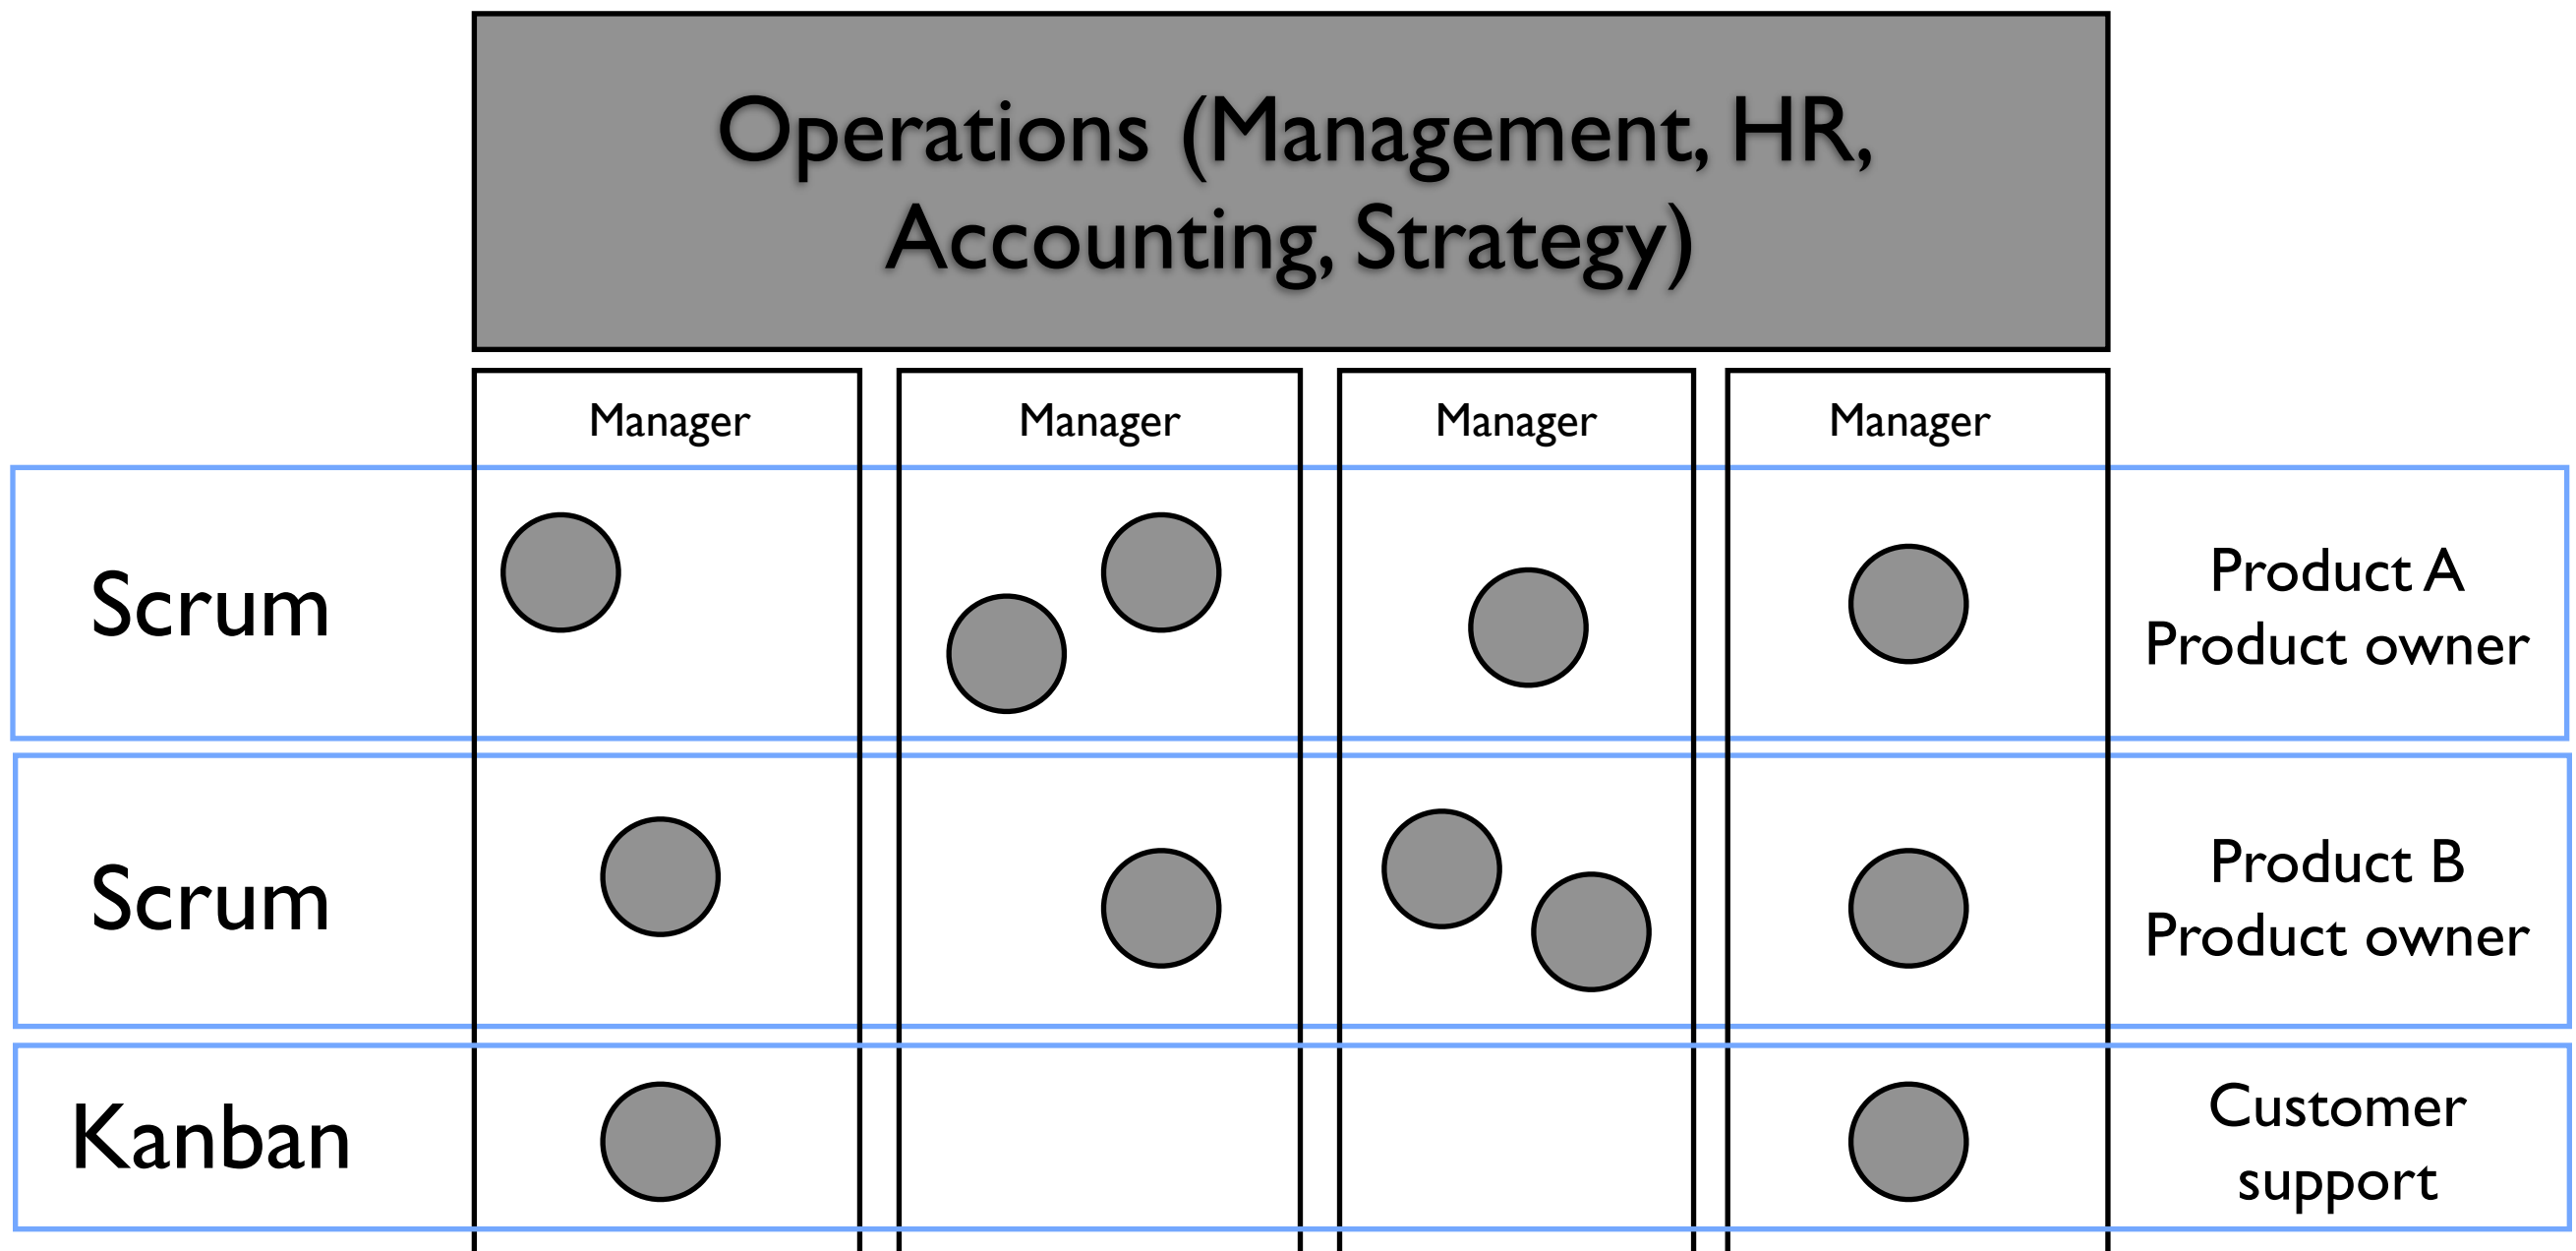 Operations (Management, HR,
Accounting, Strategy)
Manager
Manager
Manager
Manager
Scrum
Product A
Product owner
Scrum
Product B
Product owner
Kanban
Customer
support